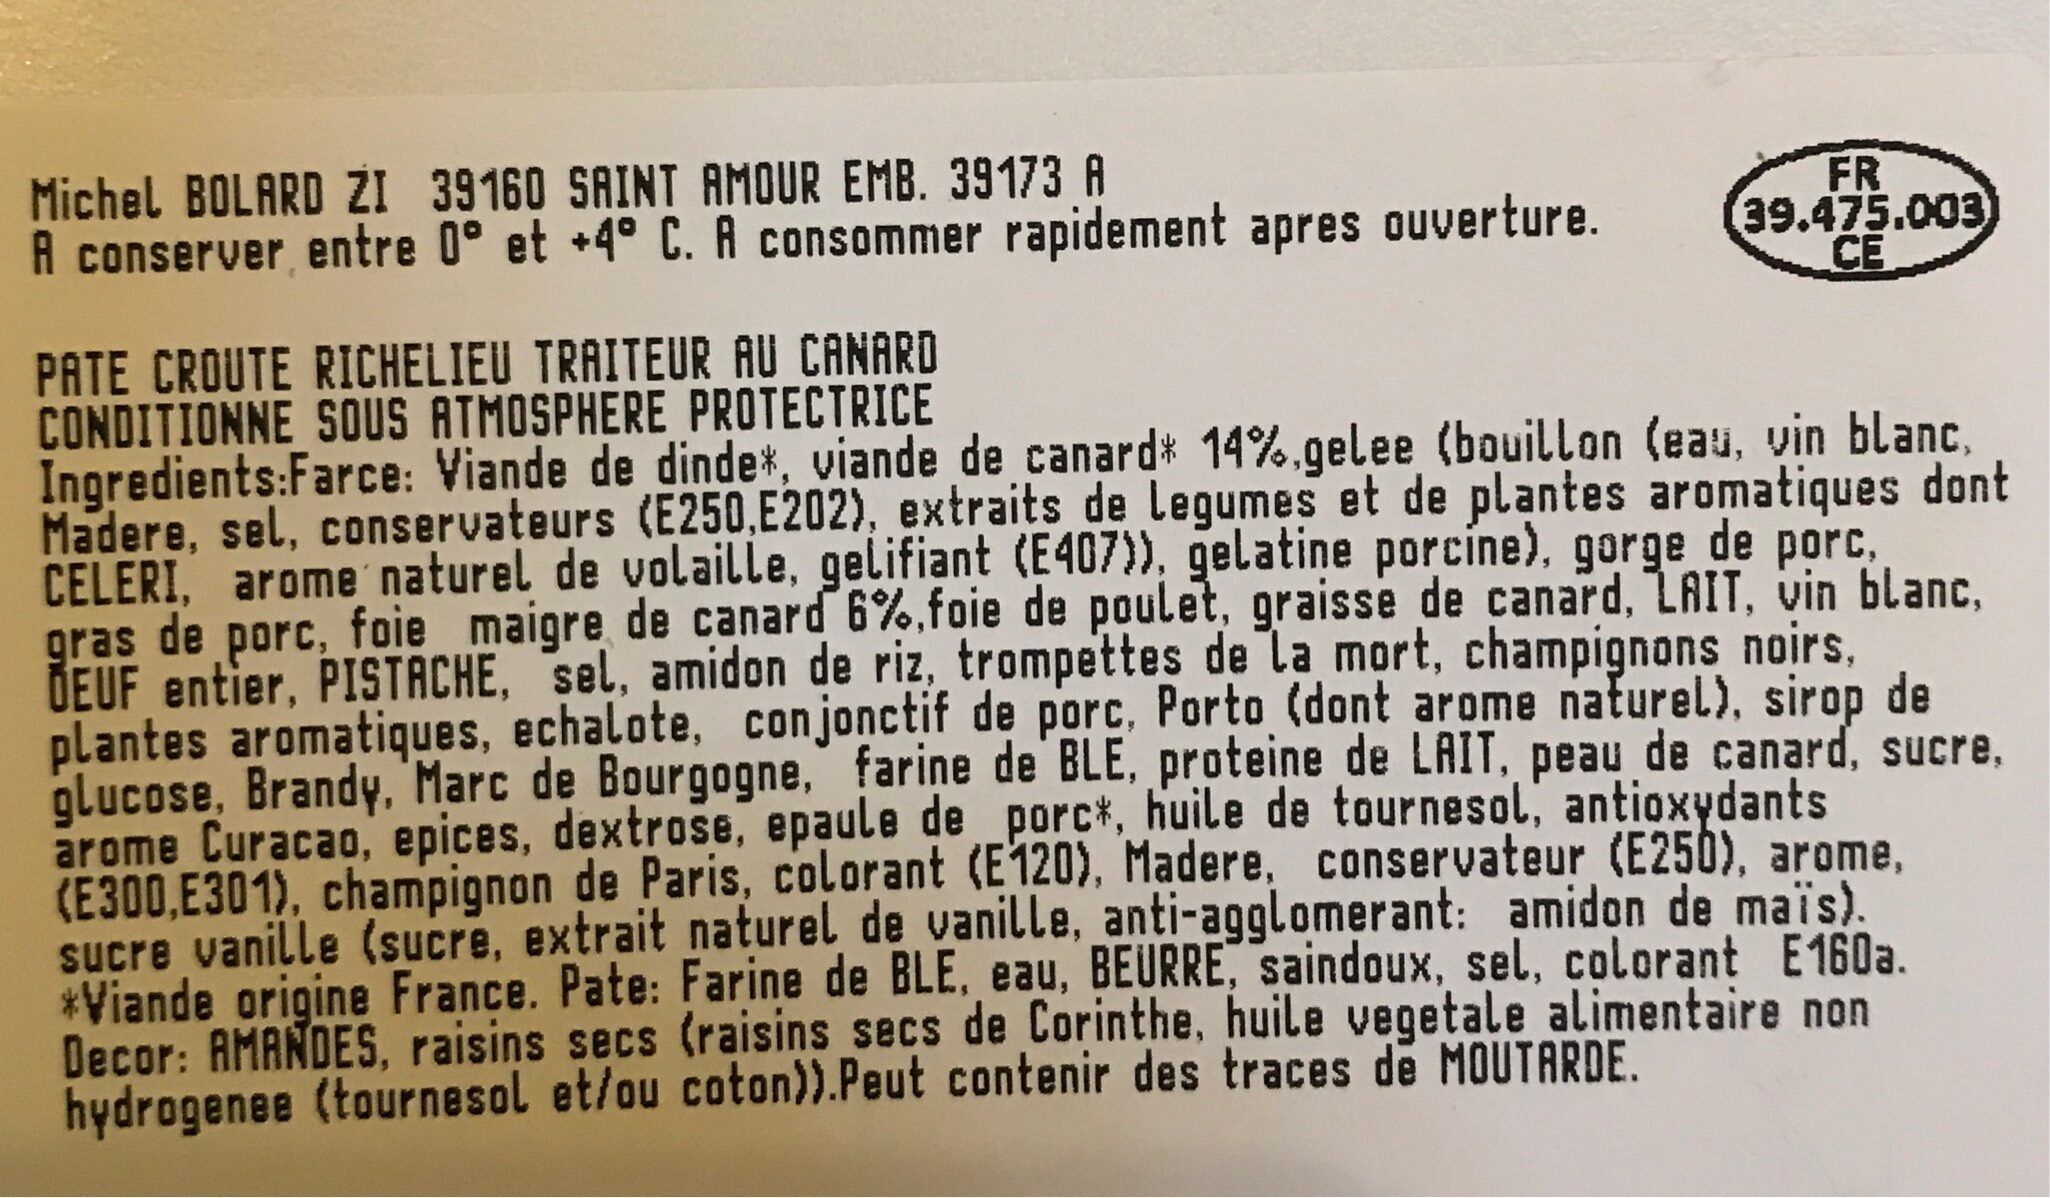 Michel BOLARD ZI 39160 SAINT AMOUR EMB. 39173 A
A conserver entre 0° et +4° C. A consommer rapidement apres ouverture.
FR
39.475.003
CE
PATE CROUTE RICHELIEU TRAITEUR AU CANARD
CONDITIONNE SOUS ATMOSPHERE PROTECTRICE
Ingredients:Farce: Viande de dinde*, viande de canard* 14%,gelee (bouillon (eau, vin blanc,
Madere, sel, conservateurs (E250,E202), extraits de legumes et de plantes aromatiques dont
CELERI, arome naturel de volaille, gelifiant (E407)), gelatine porcine), gorge de porc,
gras de porc, foie maigre de canard 6%,foie de poulet, graisse de canard, LAIT, vin blanc,
OEUF entier, PISTACHE, sel, amidon de riz, trompettes de la mort, champignons noirs,
plantes aromatiques, echalote, conjonctif de porc, Porto (dont arome naturel), sirop de
glucose, Brandy, Marc de Bourgogne, farine de BLE, proteine de LAIT, peau de canard, sucre,
arome Curacao, epices, dextrose, epaule de porc*, huile de tournesol, antioxydants
(E300,E301), champignon de Paris, colorant (E120), Madere, conservateur (E250), arome,
sucre vanille (sucre, extrait naturel de vanille, anti-agglomerant: amidon de maïs).
*Viande origine France. Pate: Farine de BLE, eau, BEURRE, saindoux, sel, colorant E160a.
Decor: AMANDES, raisins secs (raisins secs de Corinthe, huile vegetale alimentaire non
hydrogenee (tournesol et/ou coton)).Peut contenir des traces de MOUTARDE.